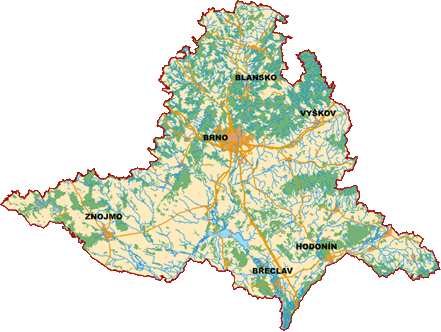 BLANSKO
VYŠKOV
BRNO
ZNOJMO
HODONÍN
BŘECLAV